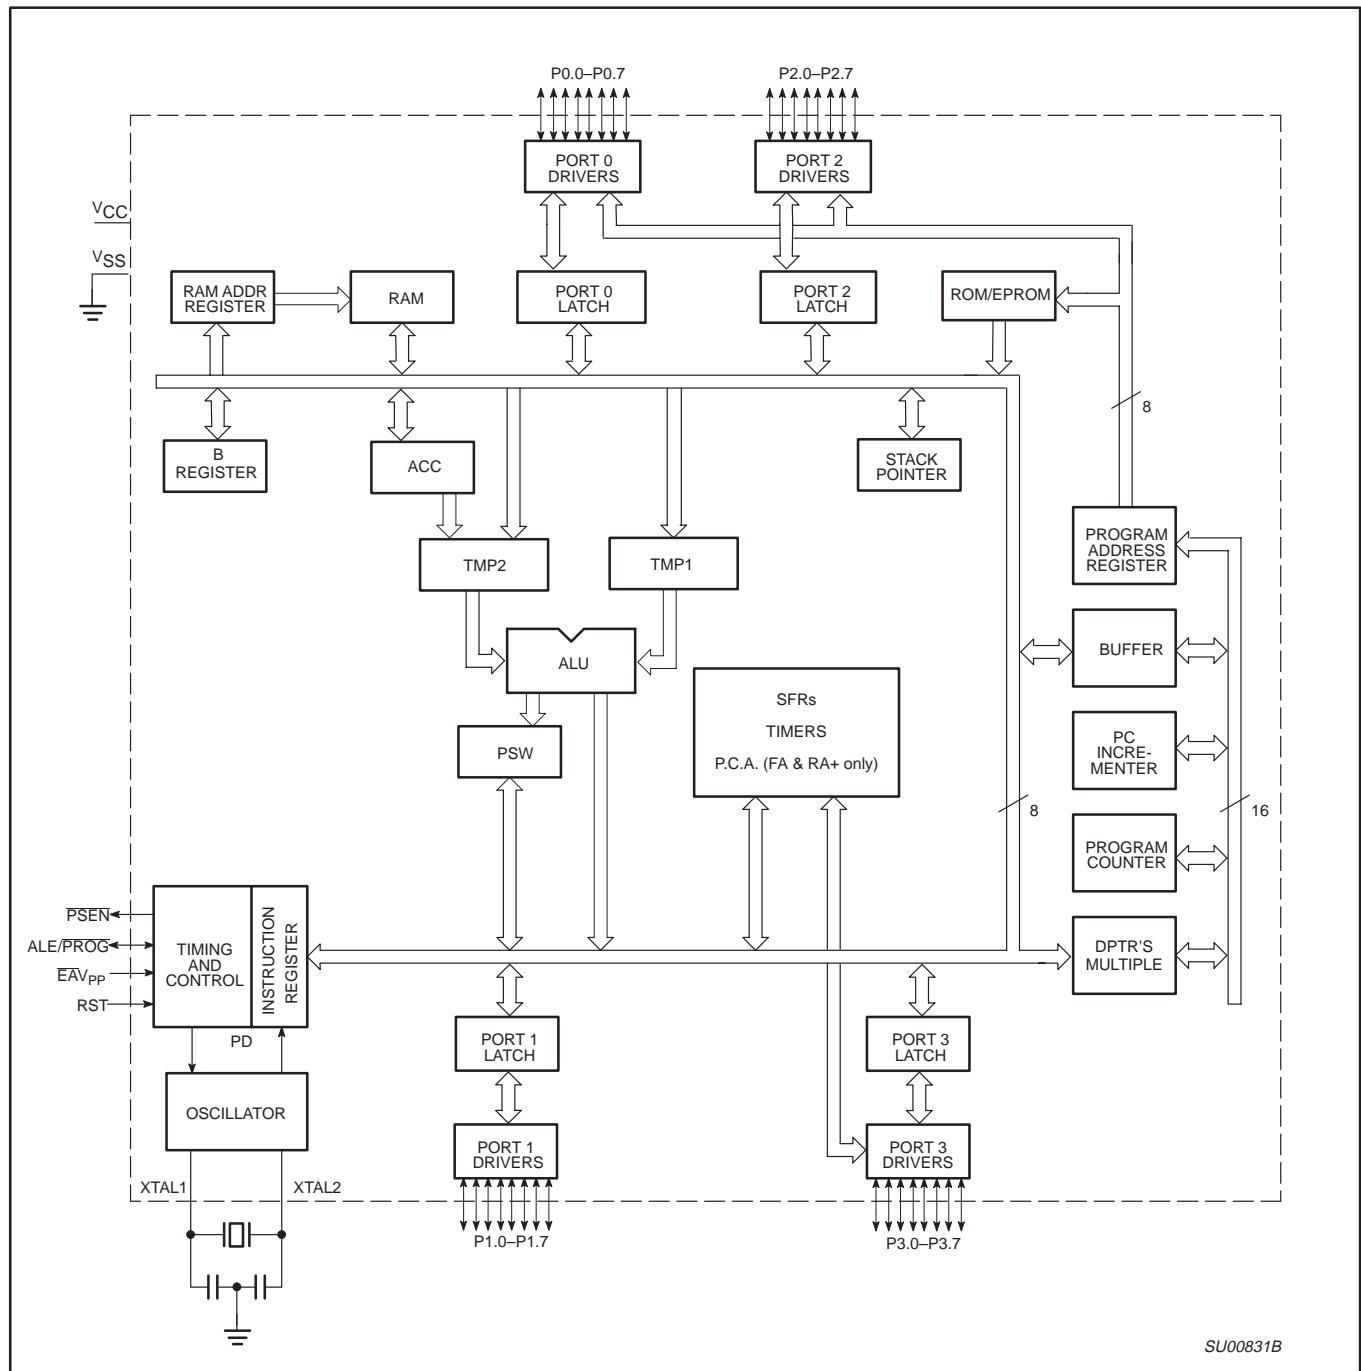 P0.0–P0.7
P2.0–P2.7
PORT 0
DRIVERS
PORT 2
DRIVERS
VCC
VSS
RAM ADDR
REGISTER
RAM
PORT 0
LATCH
PORT 2
LATCH
ROM/EPROM
8
B
REGISTER
ACC
STACK
POINTER
TMP2
TMP1
PROGRAM
ADDRESS
REGISTER
ALU
BUFFER
SFRs
TIMERS
P.C.A. (FA & RA+ only)
PSW
PC
INCRE-
MENTER
8
16
PROGRAM
COUNTER
PSEN
ALE/PROG
EAVPP
RST
TIMING
AND
CONTROL
INSTRUCTION
REGISTER
DPTR'S
MULTIPLE
PD
PORT 1
LATCH
PORT 3
LATCH
OSCILLATOR
PORT 1
DRIVERS
PORT 3
DRIVERS
XTAL1
XTAL2
P1.0–P1.7
P3.0–P3.7
SU00831B